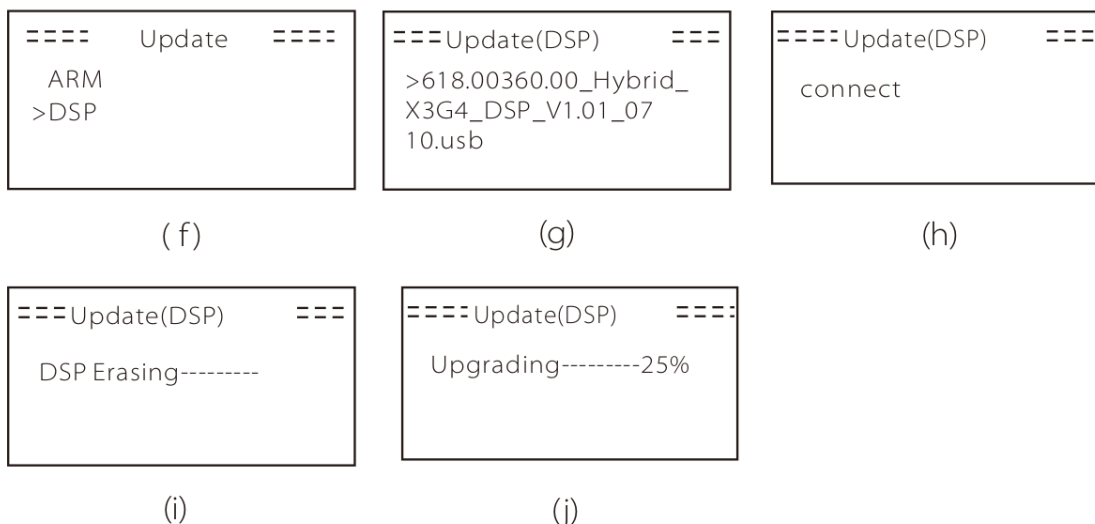 ==== Update ====
ARM
>DSP
(f)
===Update(DSP) ===
>618.00360.00_Hybrid_
X3G4_DSP_V1.01_07
10.usb
(g)
====Update(DSP) ===
connect
(h)
===Update(DSP) ===
DSP Erasing---------
(i)
====Update(DSP) ====
Upgrading---------25%
(j)